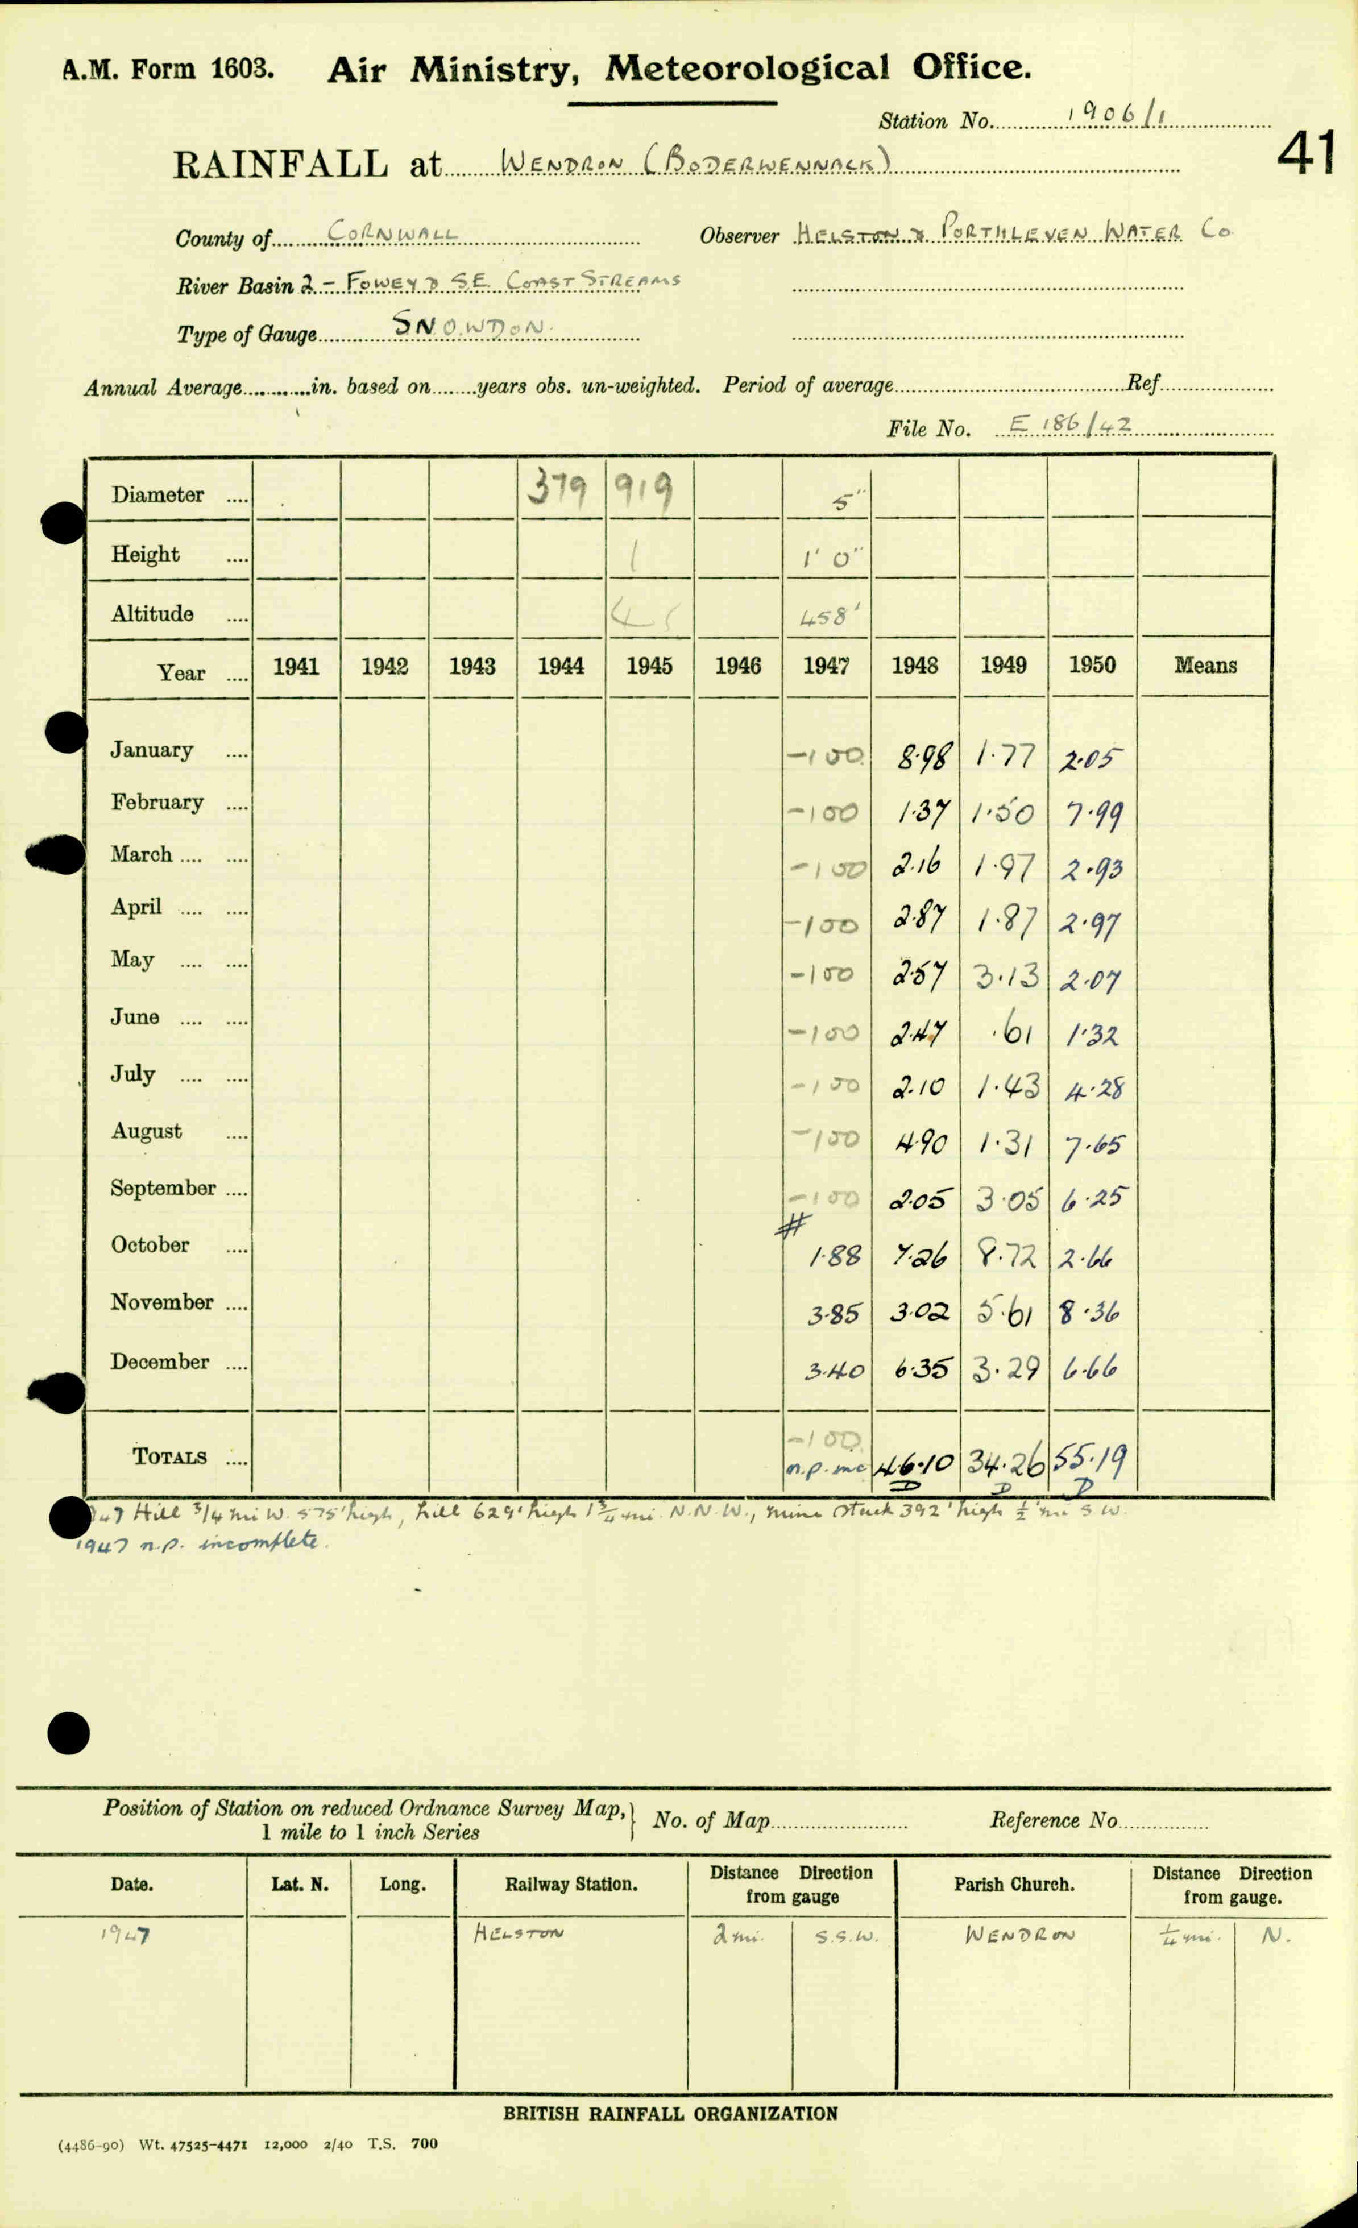 A.M. Form 1603. Air Ministry, Meteorological Office.
Station No. 1906/1
41
RAINFALL at WENDRON (BODERWENNACK)
County of CORNWALL Observer HELSTON & PORTHLEVEN WATER Co
River Basin 2 - FOWEY & S.E. COAST STREAMS
Type of Gauge SNOWDON.
Annual Average in. based on years obs. un-weighted. Period of average Ref
File No. E 186/42
Diameter .... 379 919 5"
Height .... 1 1' 0"
Altitude .... 458'
Year .... 1941 1942 1943 1944 1945 1946 1947 1948 1949 1950 Means
January .... -100 8.98 1.77 2.05
February .... -100 1.37 1.50 7.99
March .... .... -100 2.16 1.97 2.93
April .... .... -100 2.87 1.87 2.97
May .... .... -100 2.57 3.13 2.07
June .... .... -100 2.47 .61 1.32
July .... .... -100 2.10 1.43 4.28
August .... -100 4.90 1.31 7.65
September .... -100 2.05 3.05 6.25
#
October .... 1.88 7.26 8.72 2.66
November .... 3.85 3.02 5.61 8.36
December .... 3.40 6.35 3.29 6.66
-100
TOTALS .... n.p. inc 46.10 34.26 55.19
D D D
Hill 3/4 mi W. 575' high, hill 629' high 1 3/4 mi. N.N.W., mine stack 392' high 1/2 mi S.W.
1947 n.p. incomplete.
Position of Station on reduced Ordnance Survey Map, 1 mile to 1 inch Series } No. of Map Reference No.
Date. Lat. N. Long. Railway Station. Distance Direction from gauge Parish Church. Distance Direction from gauge.
1947 HELSTON 2 mi. S.S.W. WENDRON 1/4 mi. N.
BRITISH RAINFALL ORGANIZATION
(4486-90) Wt. 47525-4471 12,000 2/40 T.S. 700